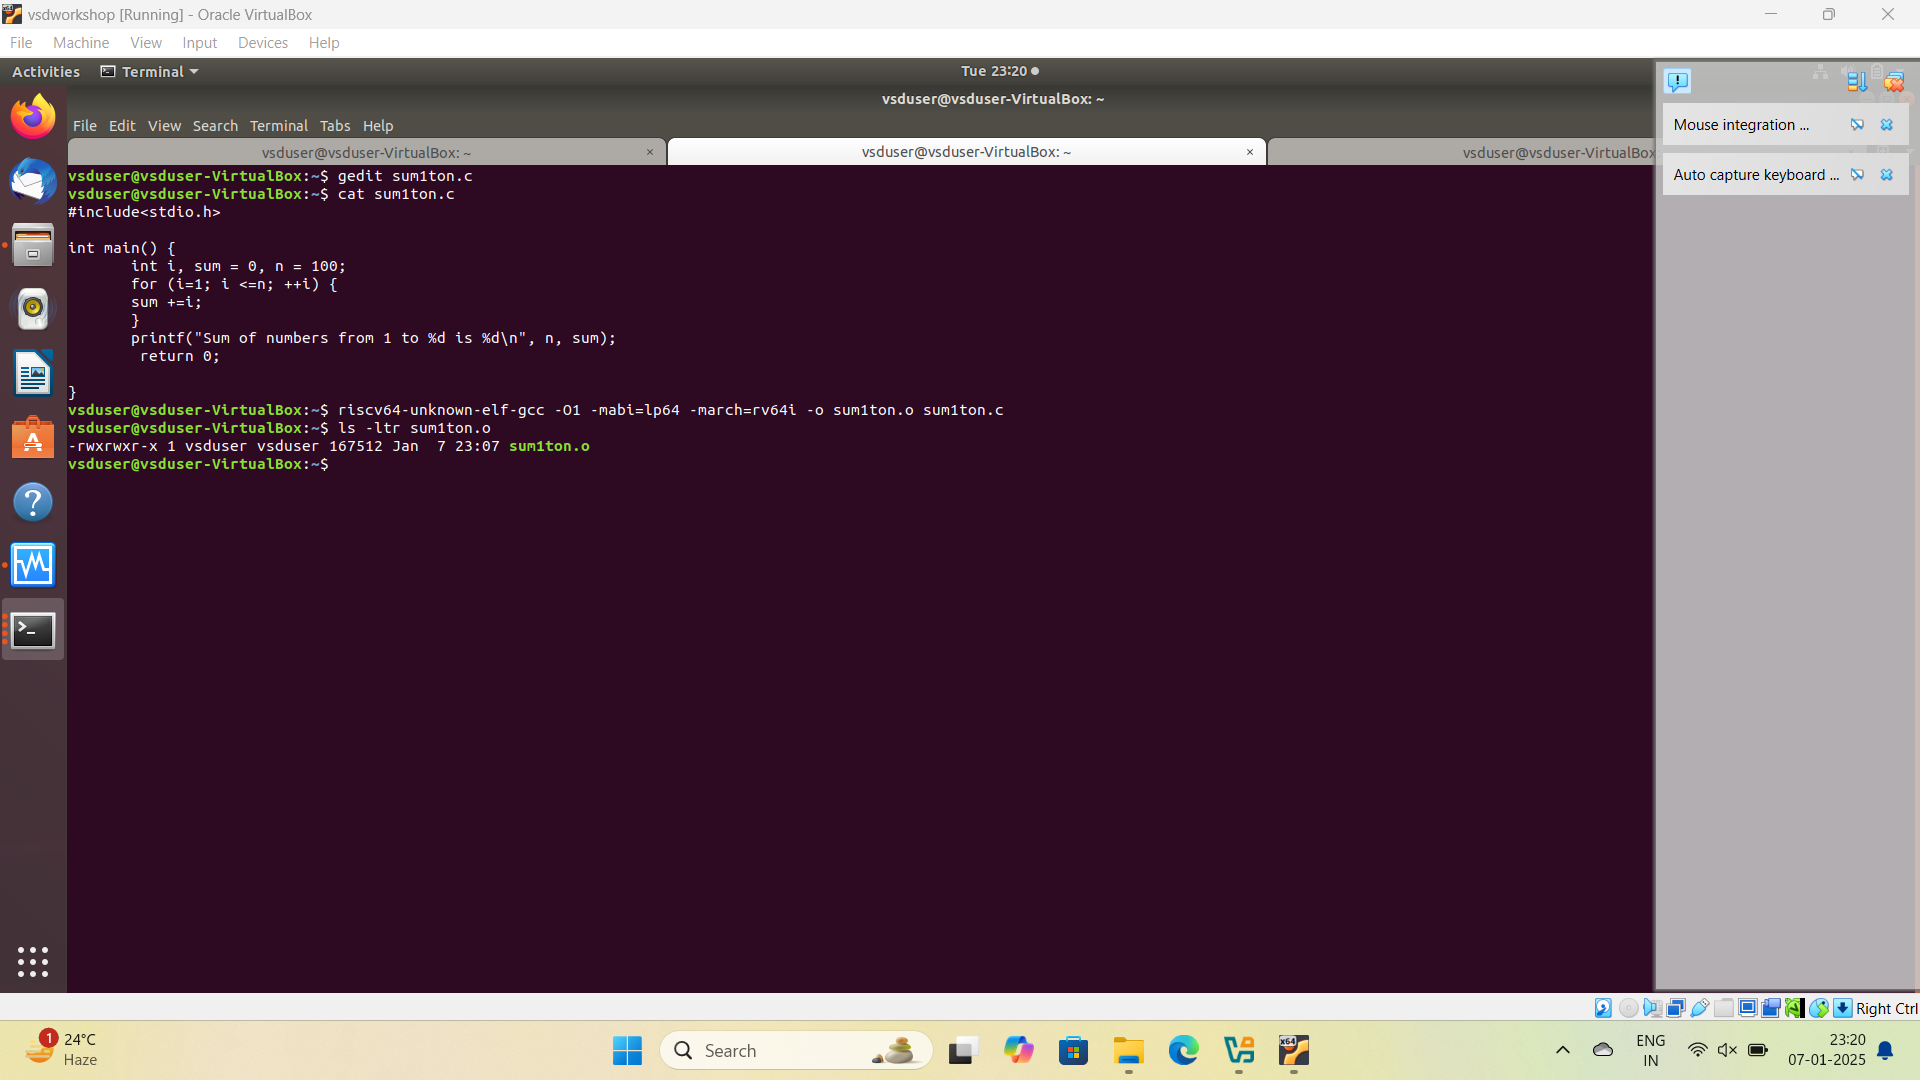 vsdworkshop [Running] - Oracle VirtualBox
File Machine View Input Devices Help
Activities Terminal Tue 23:20
vsduser@vsduser-VirtualBox: ~
File Edit View Search Terminal Tabs Help
vsduser@vsduser-VirtualBox: ~ × vsduser@vsduser-VirtualBox: ~ × vsduser@vsduser-VirtualBox
vsduser@vsduser-VirtualBox:~$ gedit sum1ton.c
vsduser@vsduser-VirtualBox:~$ cat sum1ton.c
#include<stdio.h>
int main() {
int i, sum = 0, n = 100;
for (i=1; i <=n; ++i) {
sum +=i;
}
printf("Sum of numbers from 1 to %d is %d\n", n, sum);
return 0;
}
vsduser@vsduser-VirtualBox:~$ riscv64-unknown-elf-gcc -O1 -mabi=lp64 -march=rv64i -o sum1ton.o sum1ton.c
vsduser@vsduser-VirtualBox:~$ ls -ltr sum1ton.o
-rwxrwxr-x 1 vsduser vsduser 167512 Jan  7 23:07 sum1ton.o
vsduser@vsduser-VirtualBox:~$
Mouse integration ...
Auto capture keyboard ...
Right Ctrl
1
24°C
Haze
Search
ENG
IN
23:20
07-01-2025